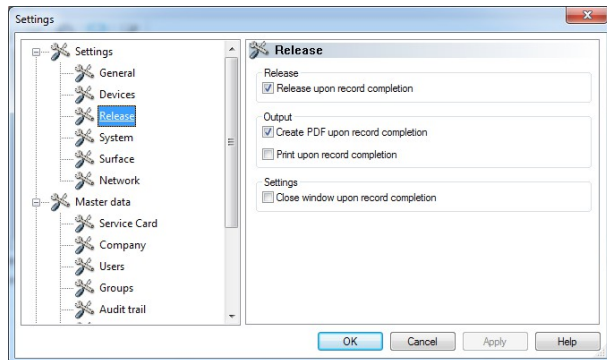 Settings
Settings
General
Devices
Release
System
Surface
Network
Master data
Service Card
Company
Users
Groups
Audit trail
Release
Release
Release upon record completion
Output
Create PDF upon record completion
Print upon record completion
Settings
Close window upon record completion
OK
Cancel
Apply
Help